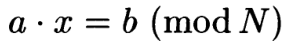 a · x = b (mod N)